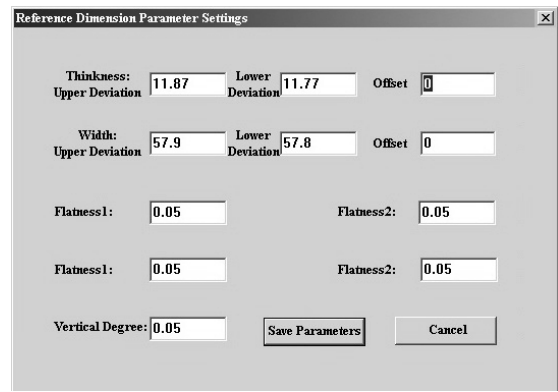 Reference Dimension Parameter Settings
Thinkness: Lower
Upper Deviation 11.87 Deviation 11.77 Offset 0
Width: Lower
Upper Deviation 57.9 Deviation 57.8 Offset 0
Flatness1: 0.05 Flatness2: 0.05
Flatness1: 0.05 Flatness2: 0.05
Vertical Degree: 0.05 Save Parameters Cancel